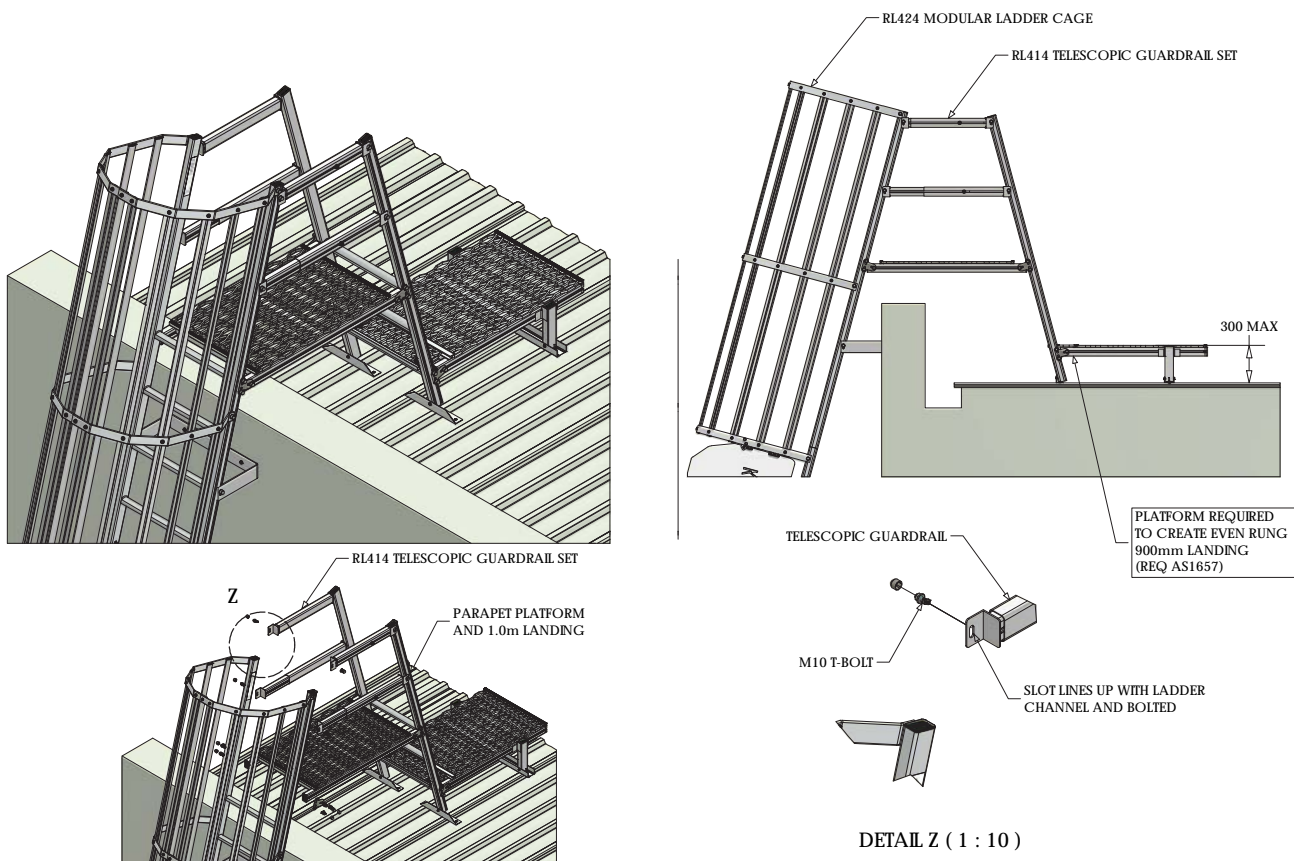 RL424 MODULAR LADDER CAGE
RL414 TELESCOPIC GUARDRAIL SET
300 MAX
K
PLATFORM REQUIRED
TO CREATE EVEN RUNG
900mm LANDING
(REQ AS1657)
RL414 TELESCOPIC GUARDRAIL SET
Z
PARAPET PLATFORM
AND 1.0m LANDING
TELESCOPIC GUARDRAIL
M10 T-BOLT
SLOT LINES UP WITH LADDER
CHANNEL AND BOLTED
DETAIL Z ( 1 : 10 )